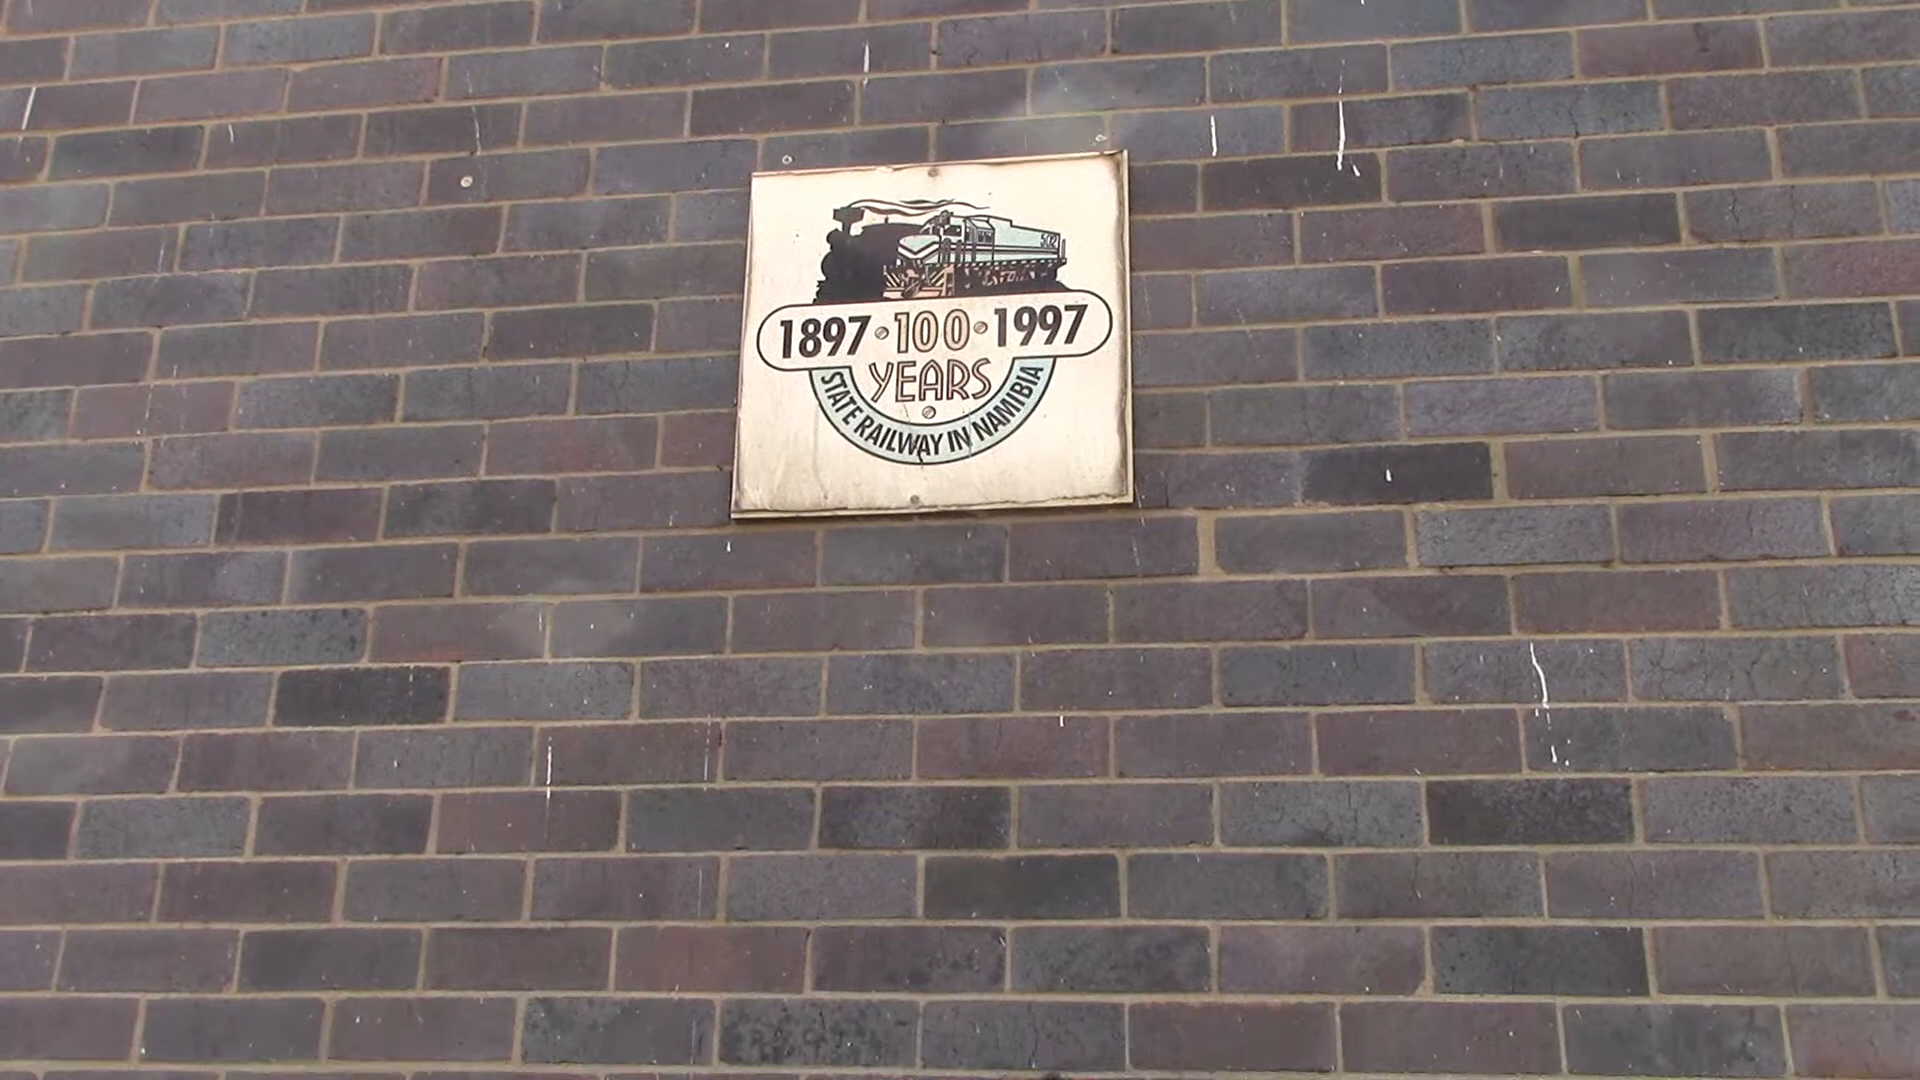 1897 • 100 • 1997
YEARS
STATE RAILWAY IN NAMIBIA